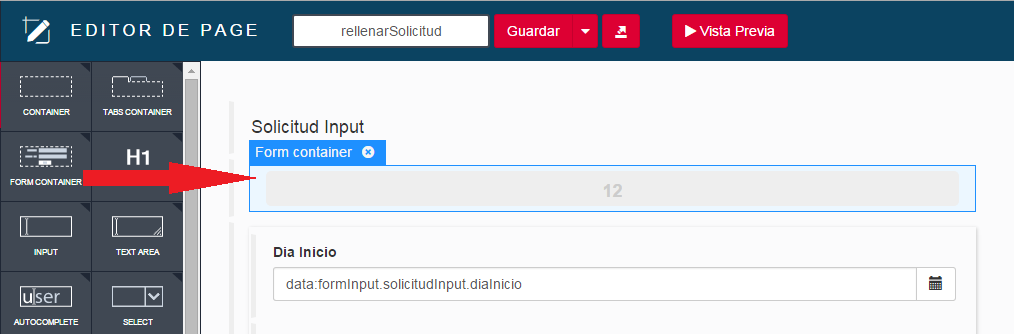 EDITOR DE PAGE
rellenarSolicitud
Guardar
Vista Previa
CONTAINER
TABS CONTAINER
FORM CONTAINER
H1
INPUT
TEXT AREA
user
AUTOCOMPLETE
SELECT
Solicitud Input
Form container
12
Dia Inicio
data:formInput.solicitudInput.diaInicio